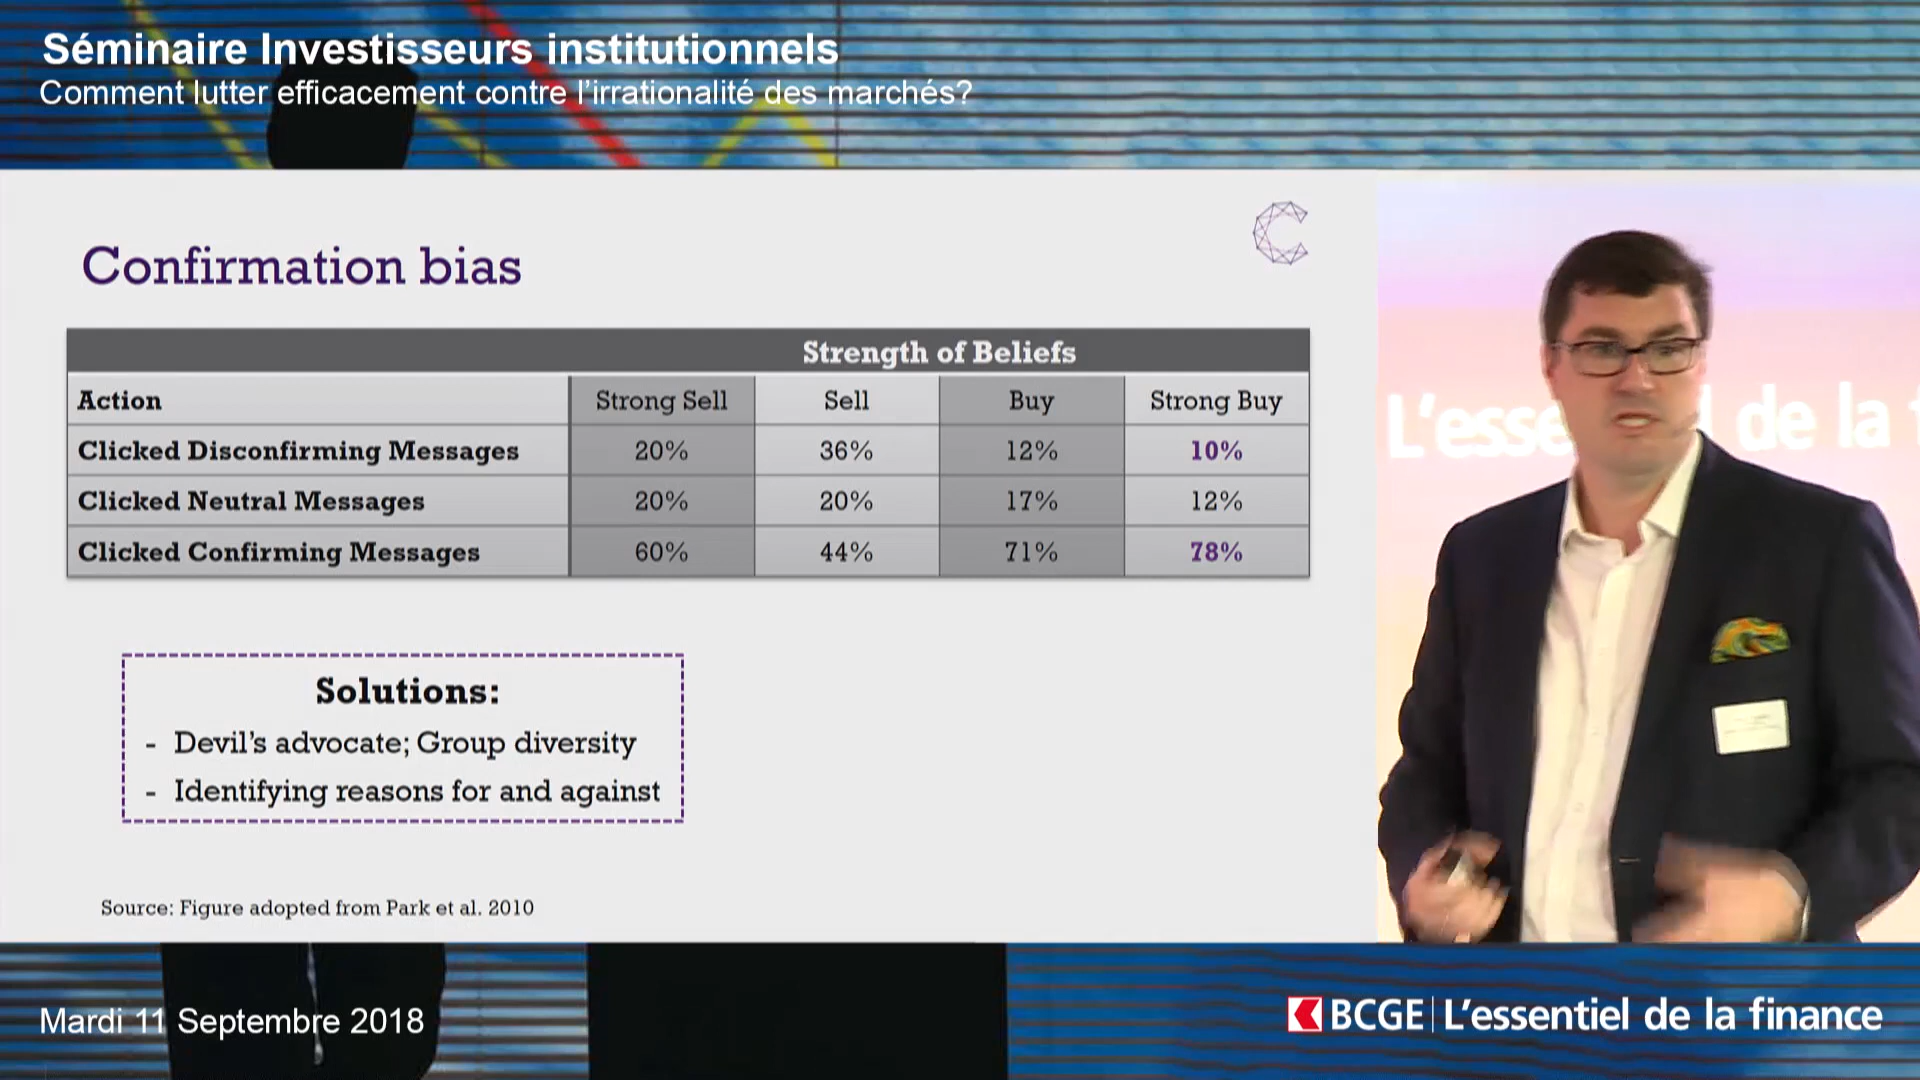 Séminaire Investisseurs institutionnels
Comment lutter efficacement contre l'irrationalité des marchés?
Confirmation bias
Strength of Beliefs
Action Strong Sell Sell Buy Strong Buy
Clicked Disconfirming Messages 20% 36% 12% 10%
Clicked Neutral Messages 20% 20% 17% 12%
Clicked Confirming Messages 60% 44% 71% 78%
Solutions:
- Devil's advocate; Group diversity
- Identifying reasons for and against
Source: Figure adopted from Park et al. 2010
L'esse de la
Mardi 11 Septembre 2018
BCGE | L'essentiel de la finance